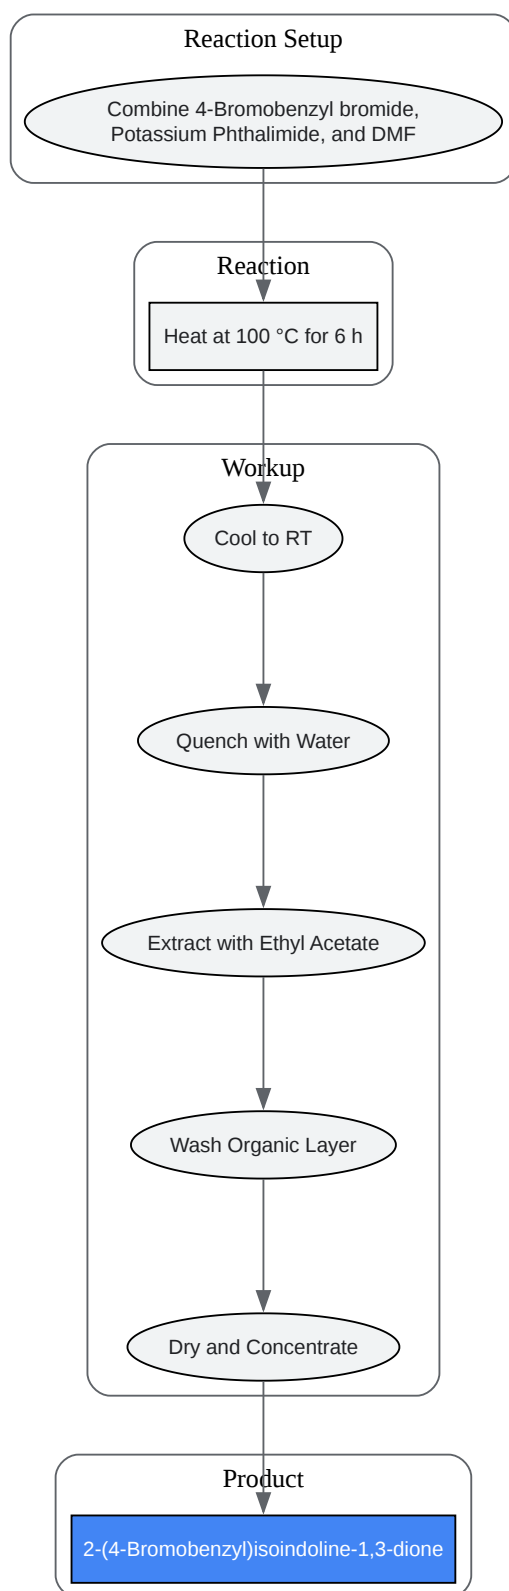 Reaction Setup
Combine 4-Bromobenzyl bromide,
Potassium Phthalimide, and DMF
Reaction
Heat at 100 °C for 6 h
Workup
Cool to RT
Quench with Water
Extract with Ethyl Acetate
Wash Organic Layer
Dry and Concentrate
Product
2-(4-Bromobenzyl)isoindoline-1,3-dione